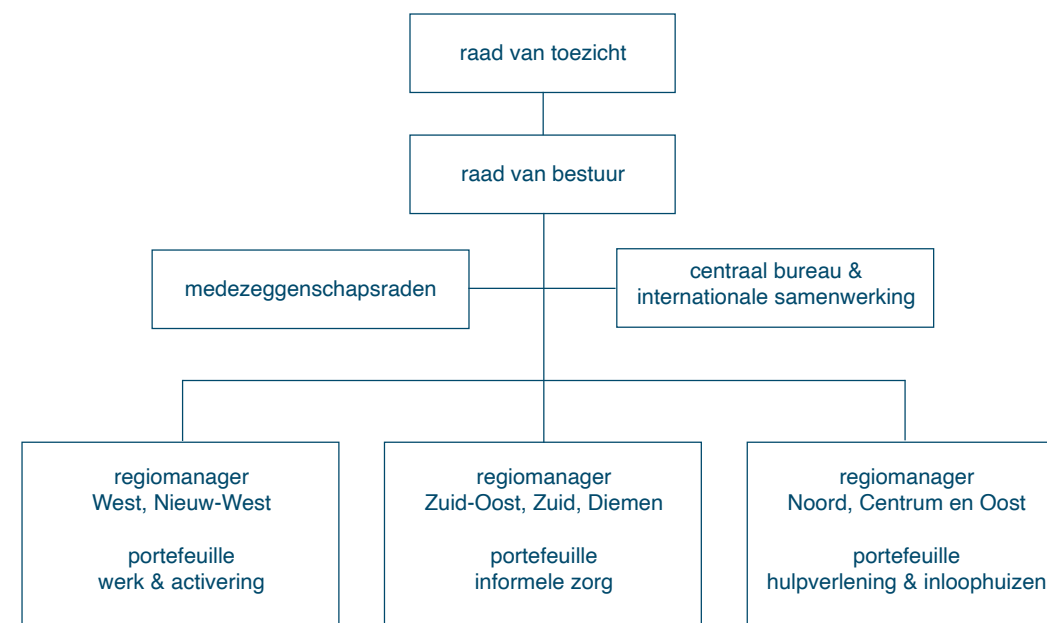 raad van toezicht
raad van bestuur
medezeggenschapsraden
centraal bureau &
internationale samenwerking
regiomanager
West, Nieuw-West
portefeuille
werk & activering
regiomanager
Zuid-Oost, Zuid, Diemen
portefeuille
informele zorg
regiomanager
Noord, Centrum en Oost
portefeuille
hulpverlening & inloophuizen